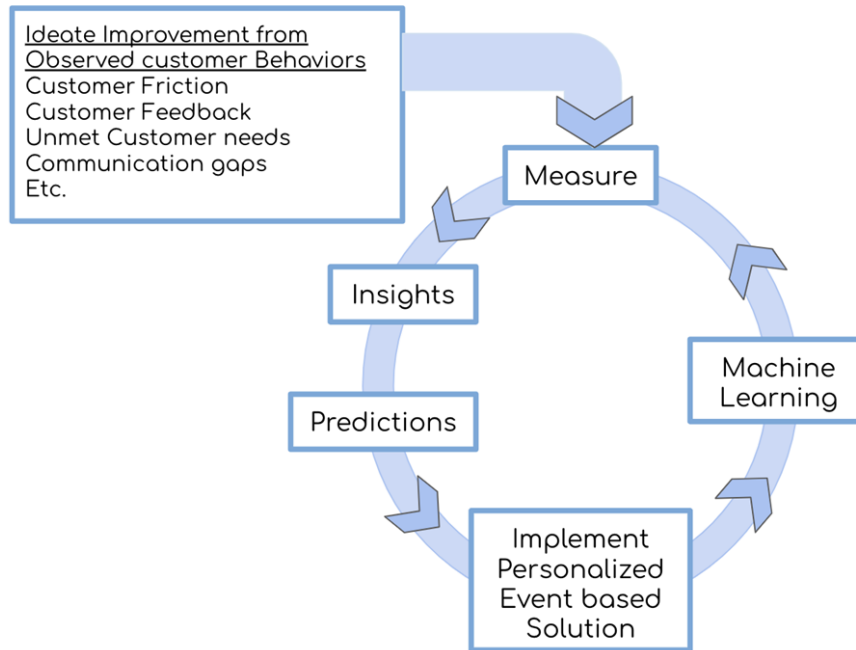 Ideate Improvement from
Observed customer Behaviors
Customer Friction
Customer Feedback
Unmet Customer needs
Communication gaps
Etc.
Measure
Insights
Predictions
Implement
Personalized
Event based
Solution
Machine
Learning